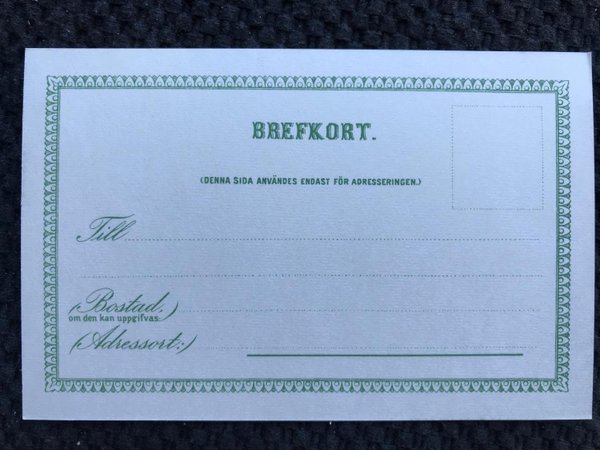 BREFKORT.
(DENNA SIDA ANVÄNDES ENDAST FÖR ADRESSERINGEN.)
Till
(Bostad,)
om den kan uppgifvas:
(Adressort:)